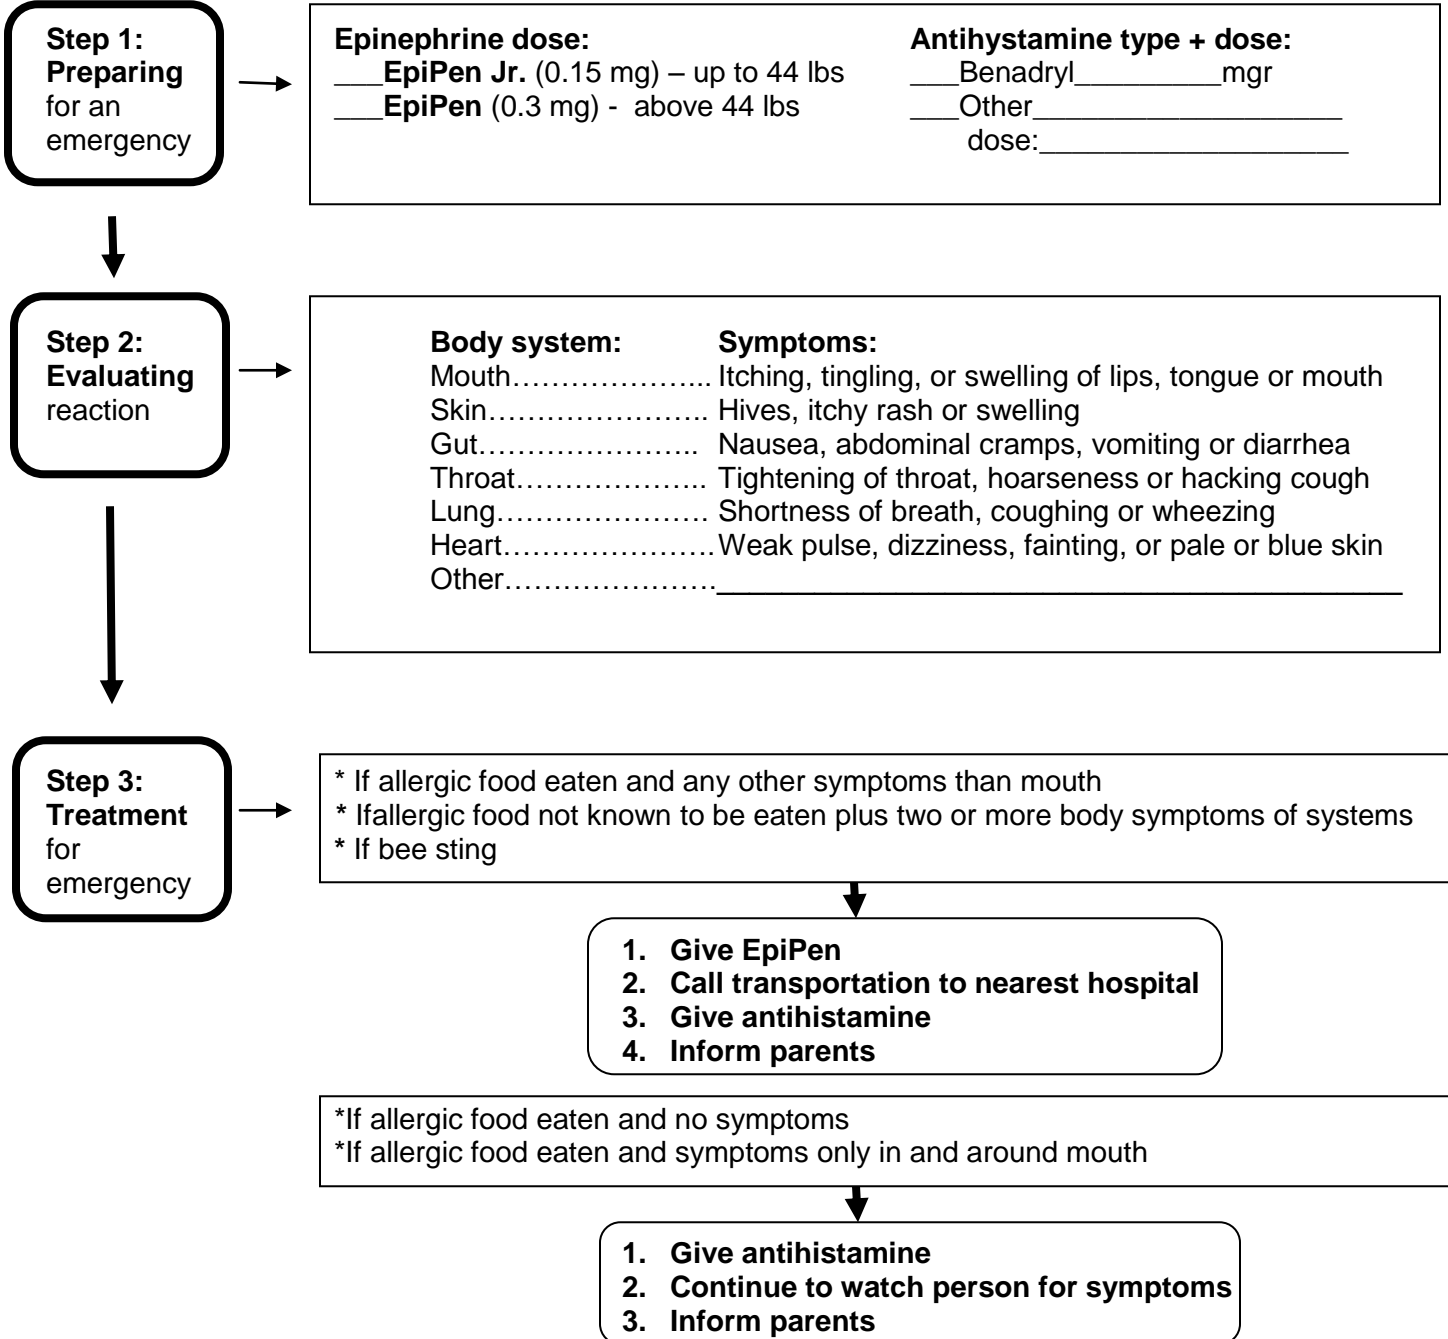 Step 1:
Preparing
for an
emergency
Epinephrine dose:
___EpiPen Jr. (0.15 mg) – up to 44 lbs
___EpiPen (0.3 mg) - above 44 lbs
Antihystamine type + dose:
___Benadryl_________mgr
___Other___________________
dose:___________________
Step 2:
Evaluating
reaction
Body system: Symptoms:
Mouth………………….. Itching, tingling, or swelling of lips, tongue or mouth
Skin………………….. Hives, itchy rash or swelling
Gut………………….. Nausea, abdominal cramps, vomiting or diarrhea
Throat……………….. Tightening of throat, hoarseness or hacking cough
Lung…………………. Shortness of breath, coughing or wheezing
Heart………………….Weak pulse, dizziness, fainting, or pale or blue skin
Other………………….__________________________________________
Step 3:
Treatment
for
emergency
* If allergic food eaten and any other symptoms than mouth
* Ifallergic food not known to be eaten plus two or more body symptoms of systems
* If bee sting
1. Give EpiPen
2. Call transportation to nearest hospital
3. Give antihistamine
4. Inform parents
*If allergic food eaten and no symptoms
*If allergic food eaten and symptoms only in and around mouth
1. Give antihistamine
2. Continue to watch person for symptoms
3. Inform parents